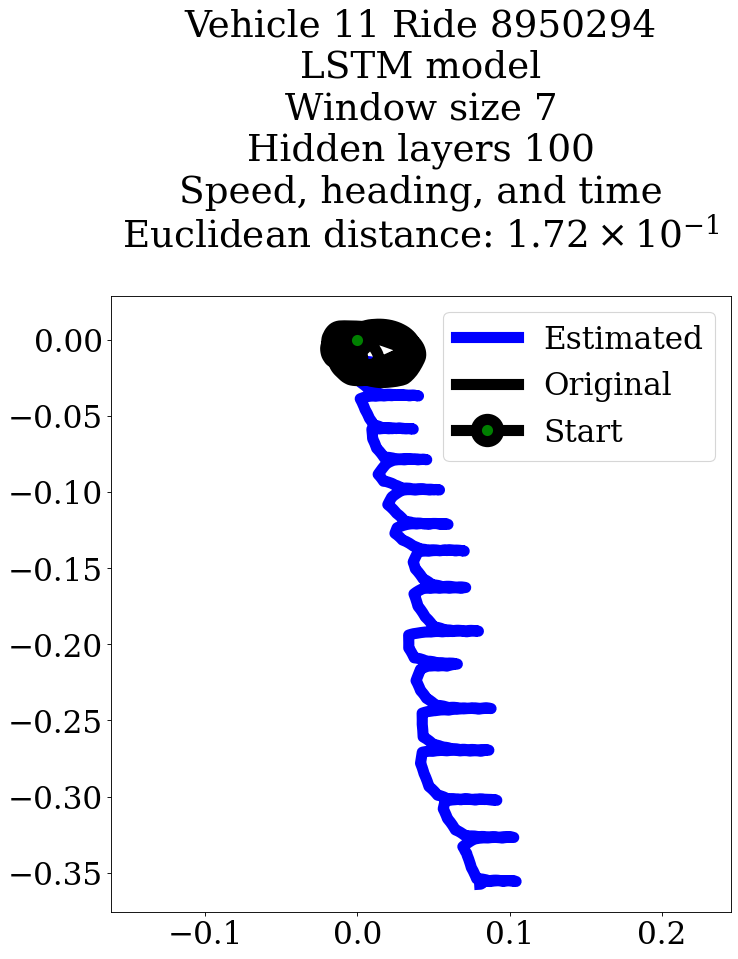 Vehicle 11 Ride 8950294
LSTM model
Window size 7
Hidden layers 100
Speed, heading, and time
Euclidean distance: 1.72 × 10⁻¹
Estimated
Original
Start
0.00
−0.05
−0.10
−0.15
−0.20
−0.25
−0.30
−0.35
−0.1 0.0 0.1 0.2